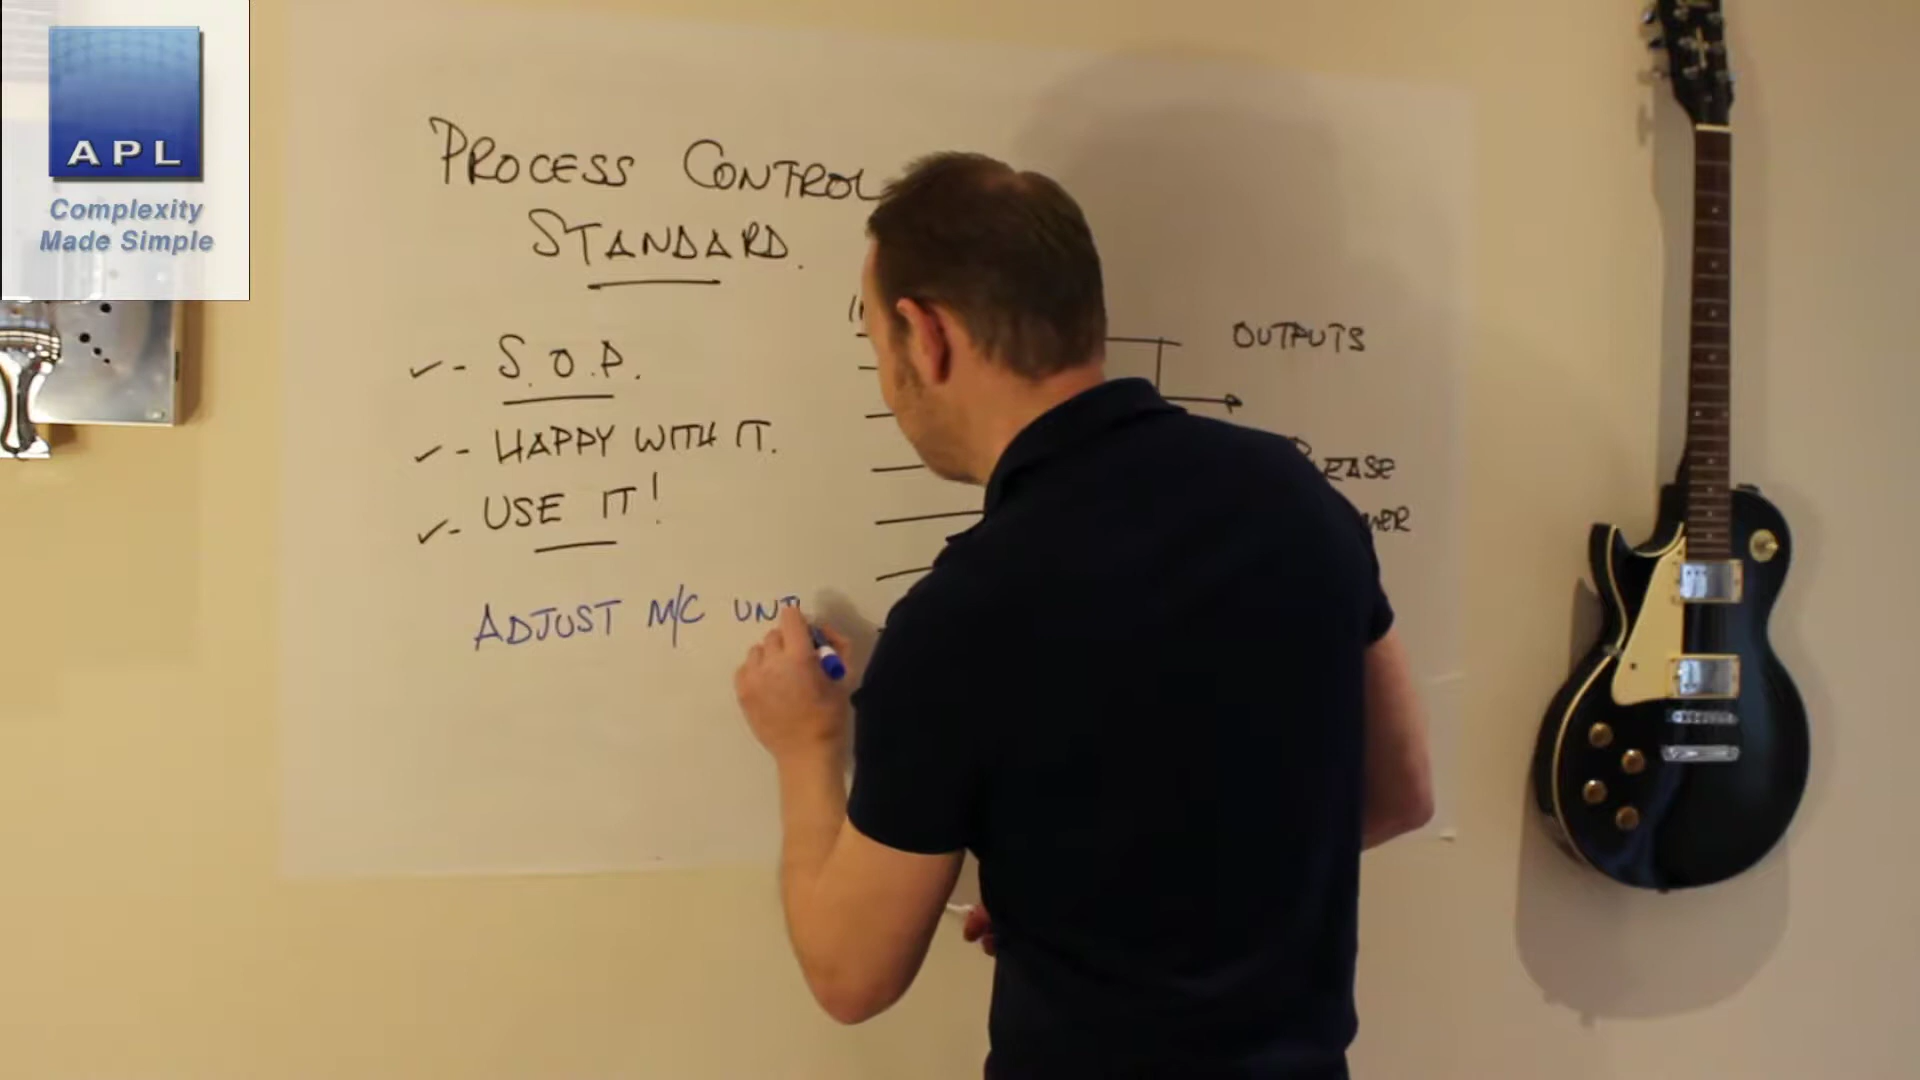 APL
Complexity
Made Simple
PROCESS CONTROL
STANDARD.
✓- S.O.P.
✓- HAPPY WITH IT.
✓- USE IT!
ADJUST M/C
OUTPUTS